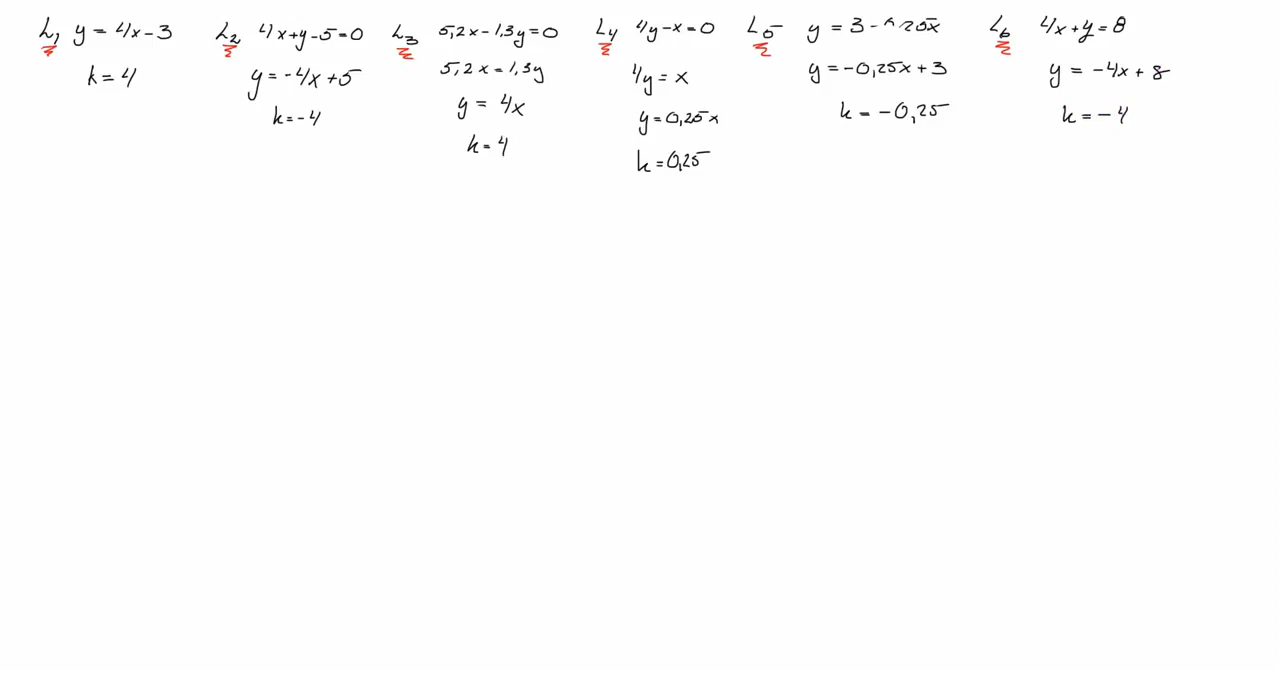 L₁ y = 4x - 3
k = 4
L₂ 4x + y - 5 = 0
y = -4x + 5
k = -4
L₃ 5,2x - 1,3y = 0
5,2x = 1,3y
y = 4x
k = 4
L₄ 4y - x = 0
4y = x
y = 0,25x
k = 0,25
L₅ y = 3 -
y = -0,25x + 3
k = -0,25
L₆ 4x + y = 8
y = -4x + 8
k = -4